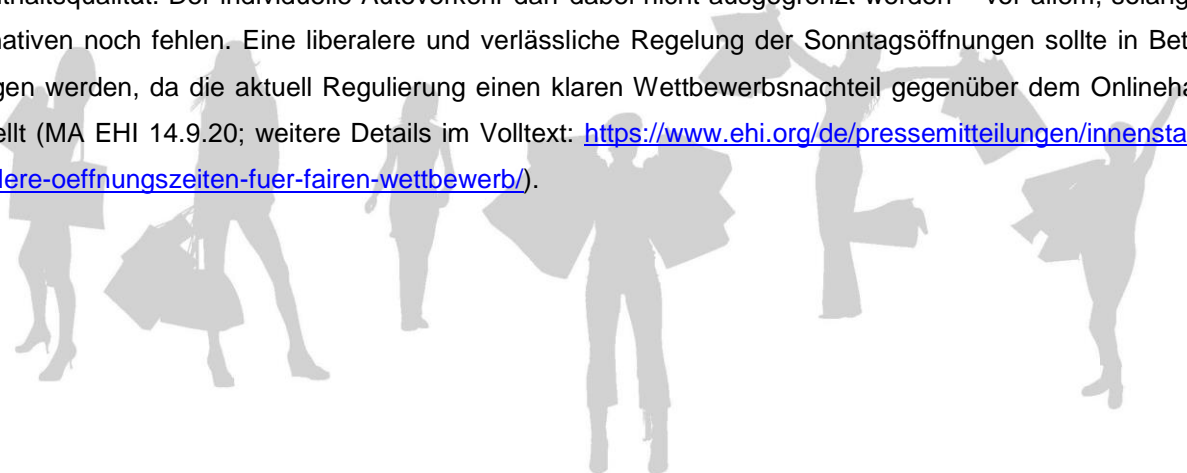 thaltsqualität. Der individuelle Autoverkehr darf dabei nicht ausgegrenzt werden – vor allem, solang
nativen noch fehlen. Eine liberalere und verlässliche Regelung der Sonntagsöffnungen sollte in Bet
gen werden, da die aktuell Regulierung einen klaren Wettbewerbsnachteil gegenüber dem Onlineha
ellt (MA EHI 14.9.20; weitere Details im Volltext: https://www.ehi.org/de/pressemitteilungen/innensta
dere-oeffnungszeiten-fuer-fairen-wettbewerb/).